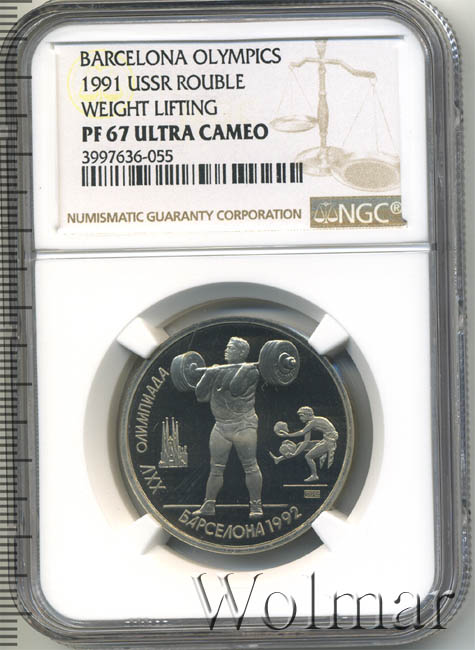 BARCELONA OLYMPICS
1991 USSR ROUBLE
WEIGHT LIFTING
PF 67 ULTRA CAMEO
3997636-055
NUMISMATIC GUARANTY CORPORATION
NGC®
XXV ОЛИМПИАДА
БАРСЕЛОНА 1992
Wolmar